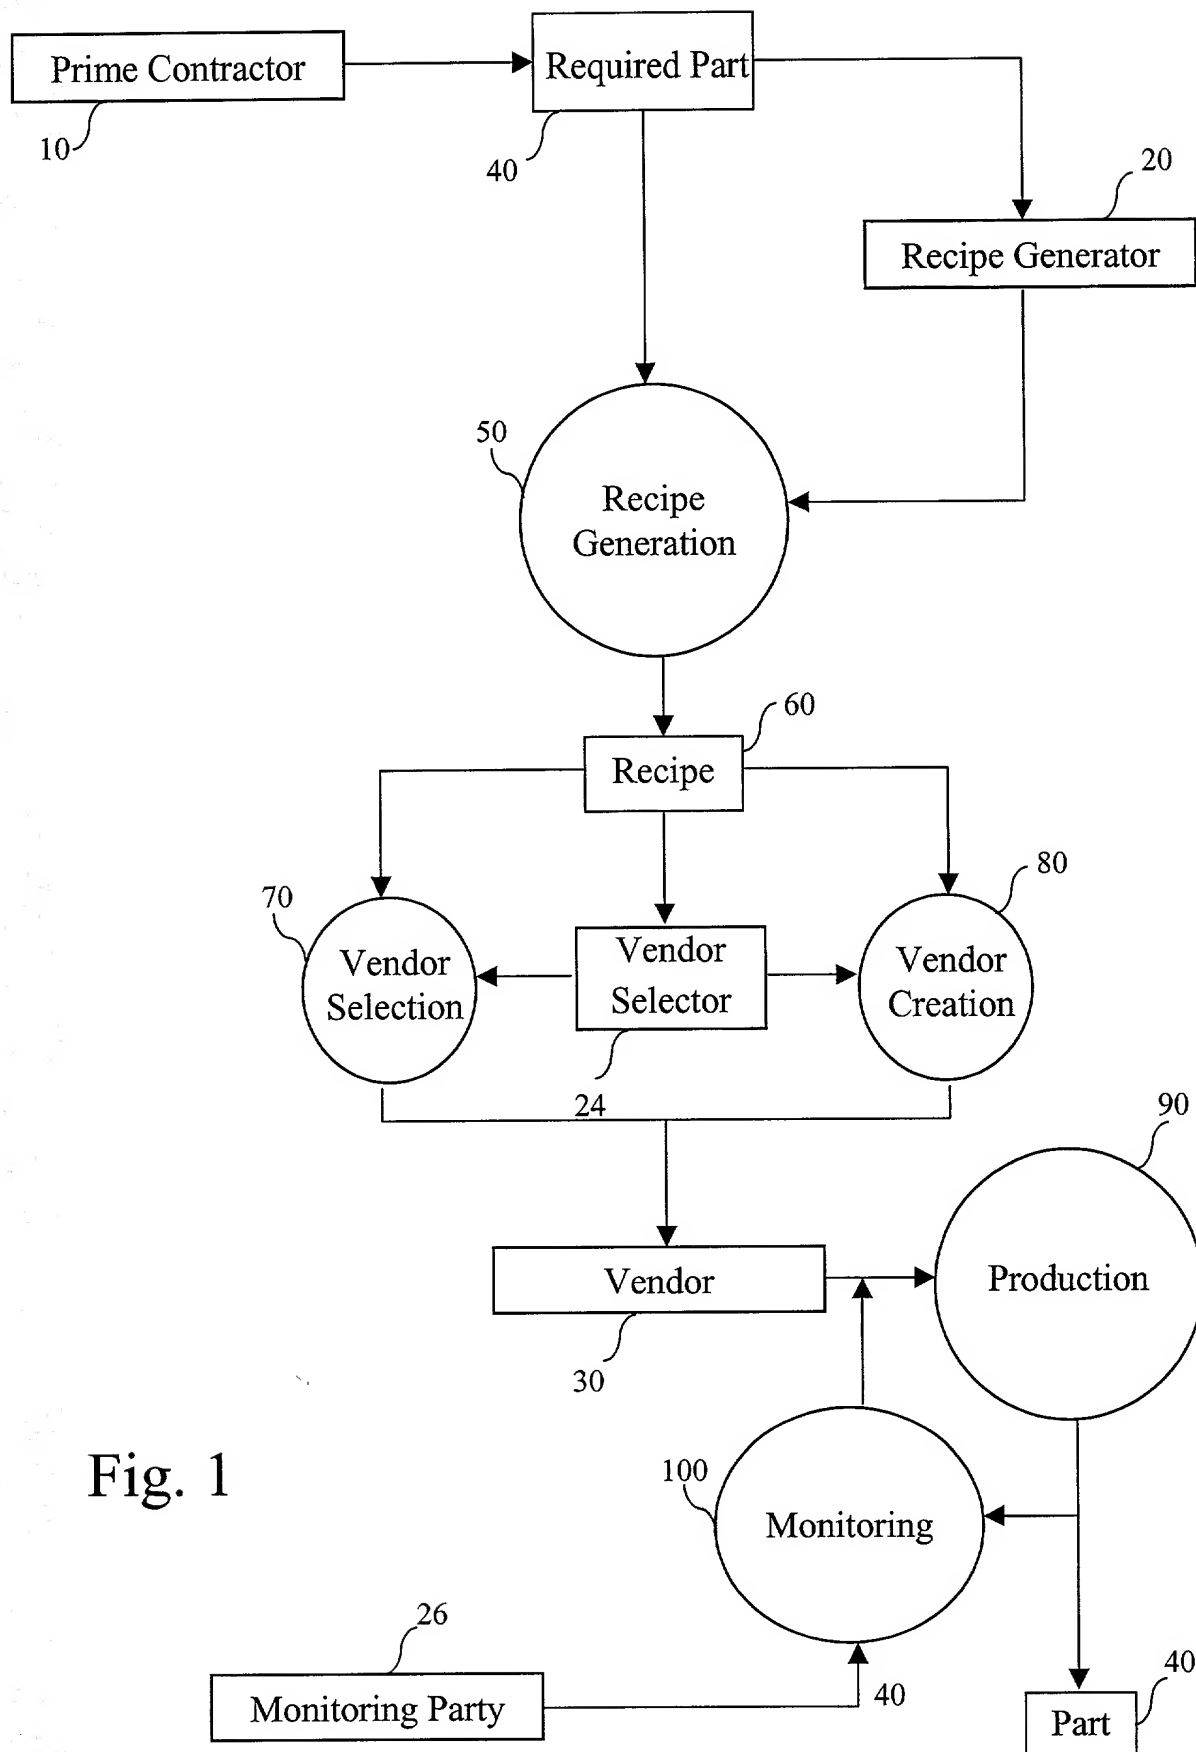 Prime Contractor
10
Required Part
40
20
Recipe Generator
50
Recipe
Generation
60
Recipe
70
Vendor
Selection
Vendor
Selector
24
80
Vendor
Creation
90
Vendor
30
Production
Fig. 1
100
Monitoring
26
Monitoring Party
40
40
Part